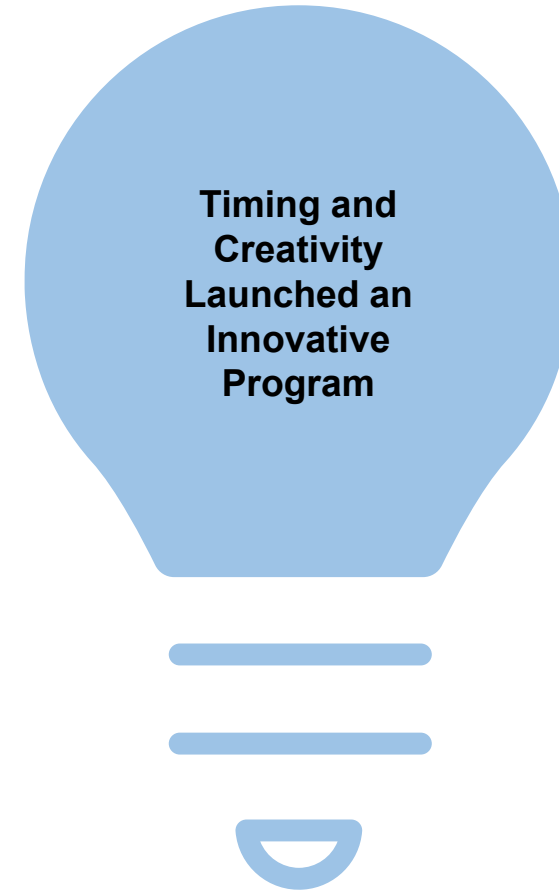 Timing and
Creativity
Launched an
Innovative
Program